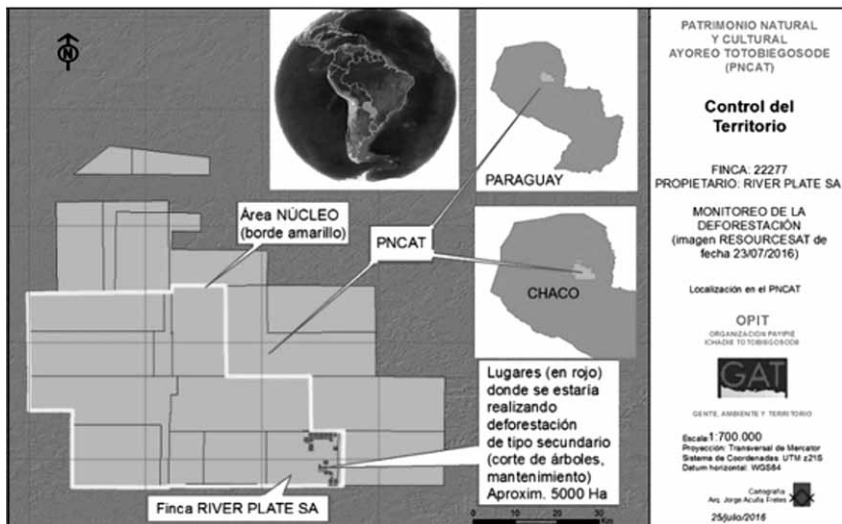 N
Área NÚCLEO
(borde amarillo)
PNCAT
PARAGUAY
CHACO
Lugares (en rojo)
donde se estaría
realizando
deforestación
de tipo secundario
(corte de árboles,
mantenimiento)
Aproxim. 5000 Ha
Finca RIVER PLATE SA
0
10
20
30
Km
PATRIMONIO NATURAL
Y CULTURAL
AYOREO TOTOBIEGOSODE
(PNCAT)
Control del
Territorio
FINCA: 22277
PROPIETARIO: RIVER PLATE SA
MONITOREO DE LA
DEFORESTACIÓN
(imagen RESOURCESAT de
fecha 23/07/2016)
Localización en el PNCAT
OPIT
ORGANIZACIÓN PAYIPIE
ICHADIE TOTOBIEGOSODE
GAT
GENTE, AMBIENTE Y TERRITORIO
Escala 1:700.000
Proyección: Transversal de Mercator
Sistema de Coordenadas: UTM z21S
Datum horizontal: WGS84
Cartografía
Arq. Jorge Acuña Fretes
25/julio/2016